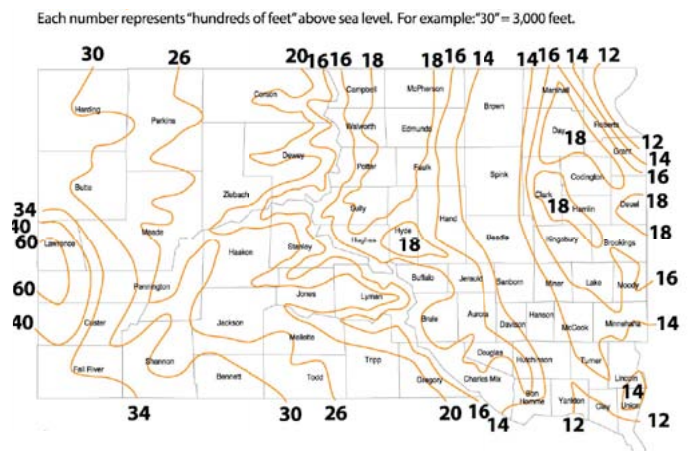 Each number represents "hundreds of feet" above sea level. For example:"30" = 3,000 feet.
30 26 20 16 16 18 18 16 14 14 16 14 12
Corson Campbell McPherson Marshall
Harding Brown
Perkins Walworth Edmunds Day 18 Roberts
12
Dewey Grant 14
Potter Faulk Spink Codington 16
Butte Ziebach Clark
34 Sully 18 Hamlin Deuel 18
40 Meade Hyde Hand
60 Lawrence Haakon Stanley Hughes 18 Beadle Kingsbury Brookings 18
60 Pennington Jones Lyman Buffalo Jerauld Sanborn Miner Lake Moody 16
40 Custer Jackson Brule Aurora Davison Hanson McCook Minnehaha 14
Mellette
Fall River Shannon Bennett Todd Tripp Gregory Douglas Charles Mix Hutchinson Turner Lincoln
Bon Homme Yankton Clay Union 14
34 30 26 20 16 14 12 12